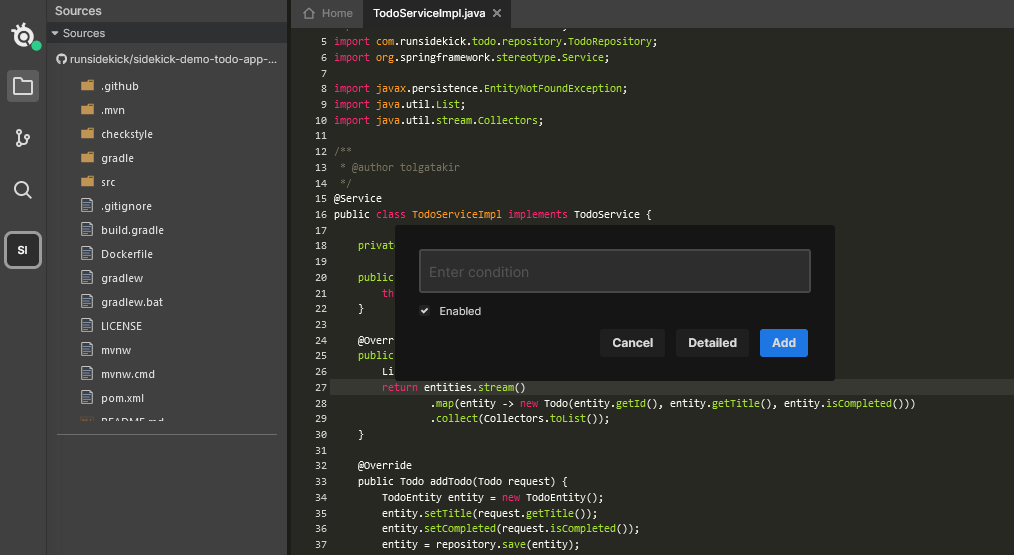 Sources
Sources
runsidekick/sidekick-demo-todo-app-...
.github
.mvn
checkstyle
gradle
src
.gitignore
build.gradle
Dockerfile
gradlew
gradlew.bat
LICENSE
mvnw
mvnw.cmd
pom.xml
README.md
SI
Home
TodoServiceImpl.java
5 import com.runsidekick.todo.repository.TodoRepository;
6 import org.springframework.stereotype.Service;
7
8 import javax.persistence.EntityNotFoundException;
9 import java.util.List;
10 import java.util.stream.Collectors;
11
12 /**
13 * @author tolgatakir
14 */
15 @Service
16 public class TodoServiceImpl implements TodoService {
17
18 privat
19
20 public
21 th
22 }
23
24 @Overr
25 public
26 Li
27 return entities.stream()
28 .map(entity -> new Todo(entity.getId(), entity.getTitle(), entity.isCompleted()))
29 .collect(Collectors.toList());
30 }
31
32 @Override
33 public Todo addTodo(Todo request) {
34 TodoEntity entity = new TodoEntity();
35 entity.setTitle(request.getTitle());
36 entity.setCompleted(request.isCompleted());
37 entity = repository.save(entity);
Enter condition
Enabled
Cancel Detailed Add